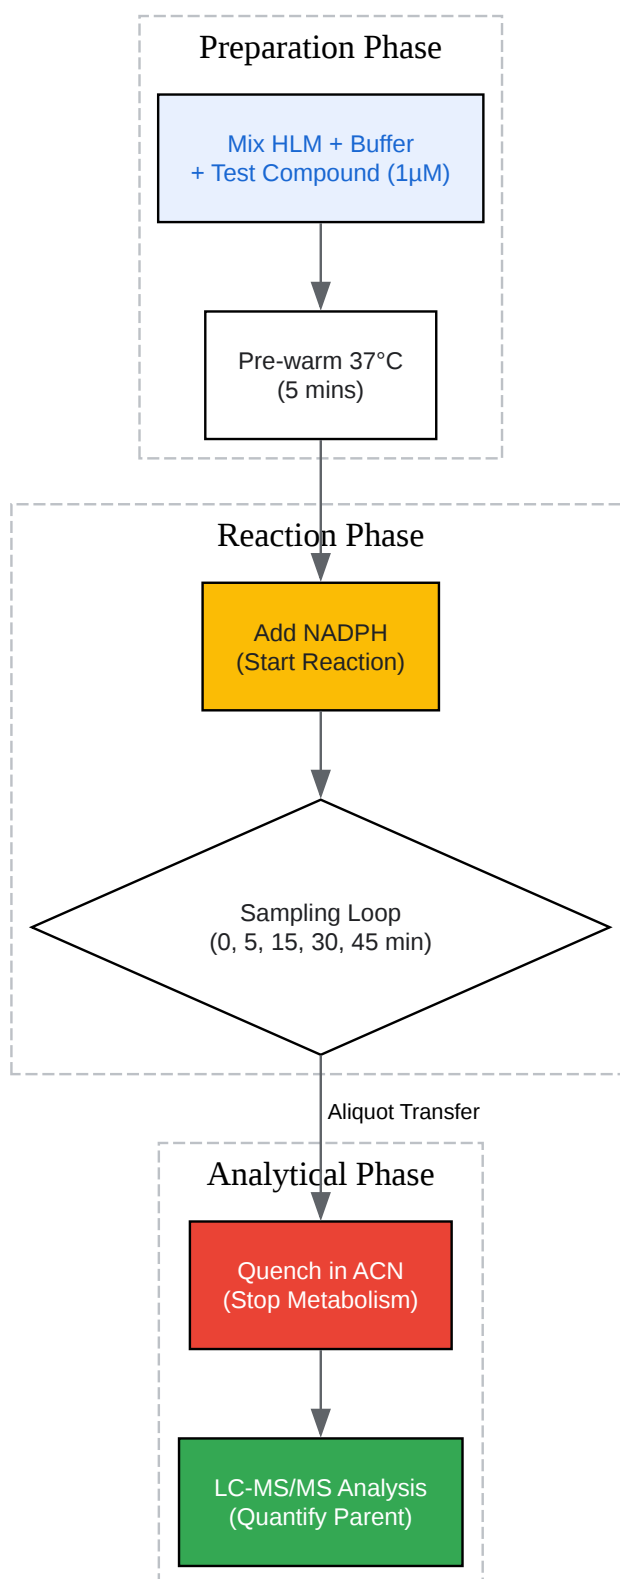 Preparation Phase
Mix HLM + Buffer
+ Test Compound (1µM)
Pre-warm 37°C
(5 mins)
Reaction Phase
Add NADPH
(Start Reaction)
Sampling Loop
(0, 5, 15, 30, 45 min)
Aliquot Transfer
Analytical Phase
Quench in ACN
(Stop Metabolism)
LC-MS/MS Analysis
(Quantify Parent)